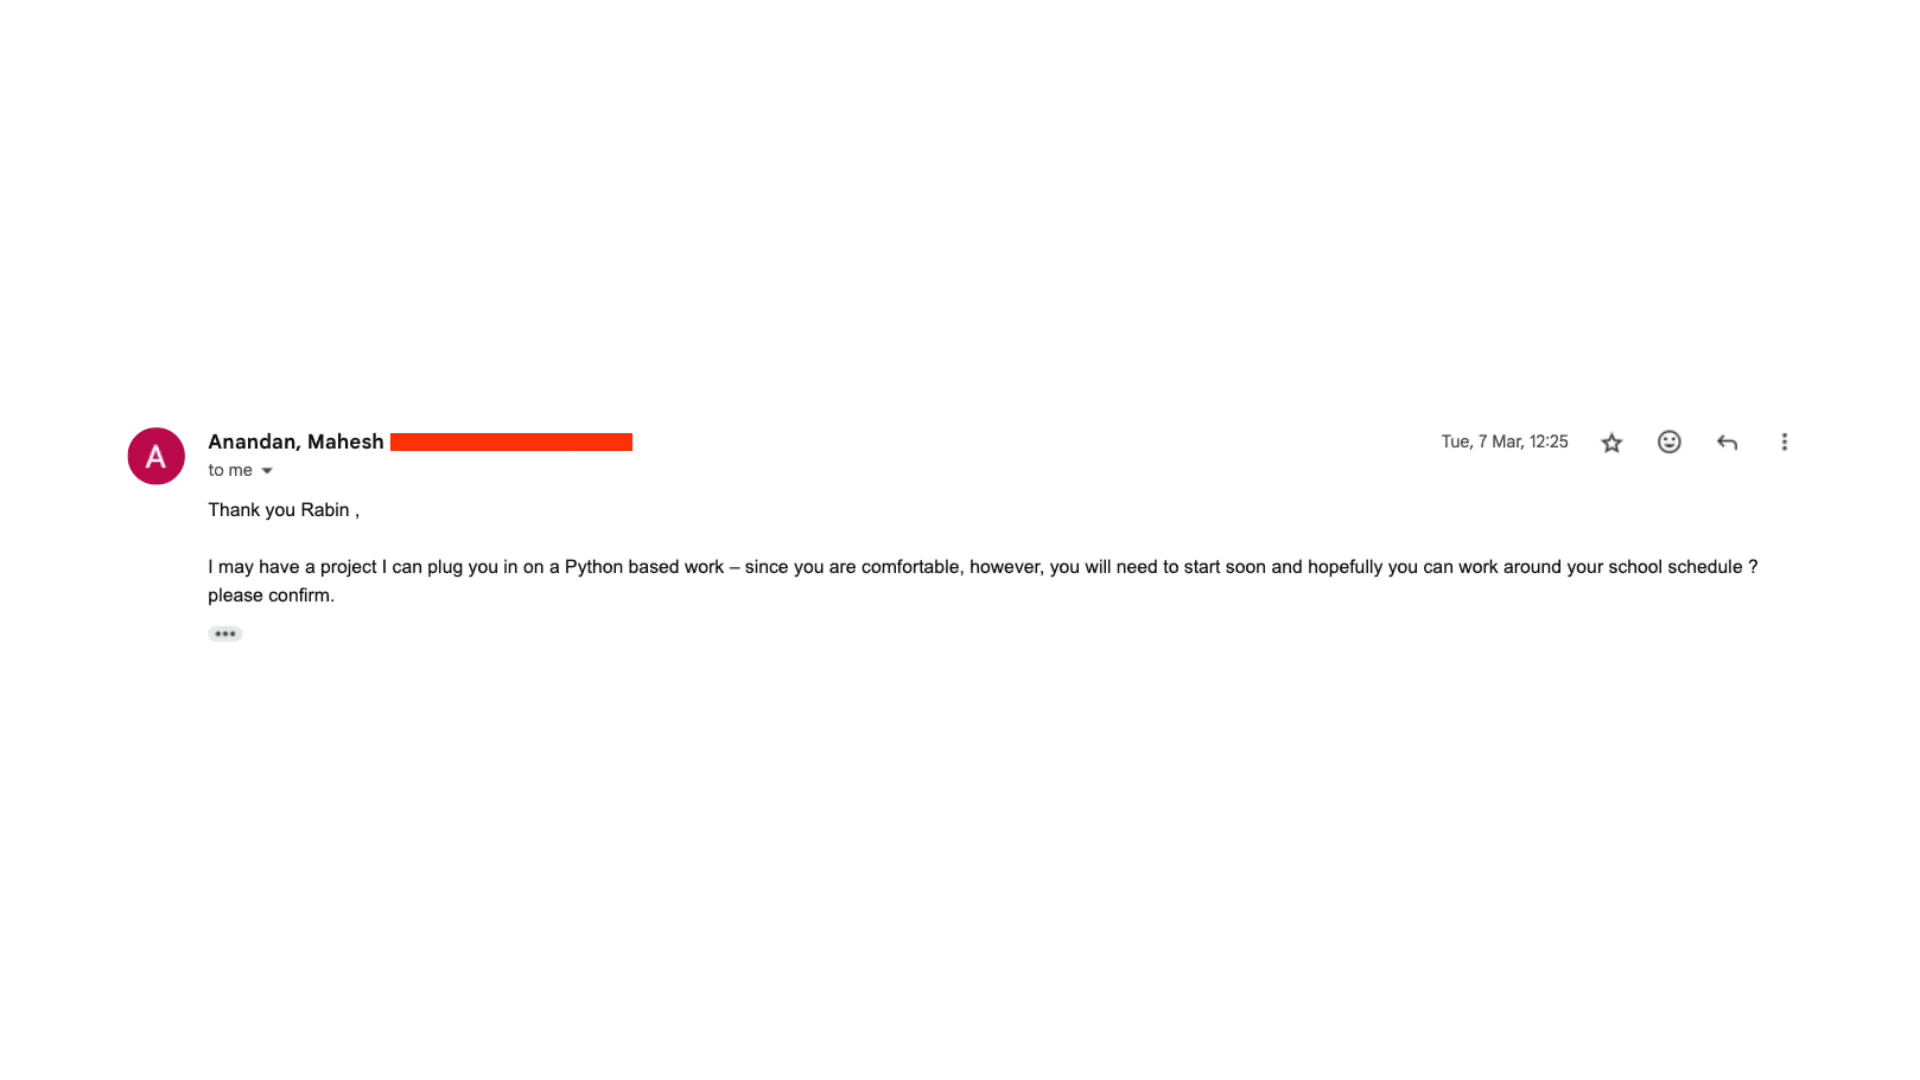 A
Anandan, Mahesh
Tue, 7 Mar, 12:25
to me
Thank you Rabin ,
I may have a project I can plug you in on a Python based work – since you are comfortable, however, you will need to start soon and hopefully you can work around your school schedule ?
please confirm.